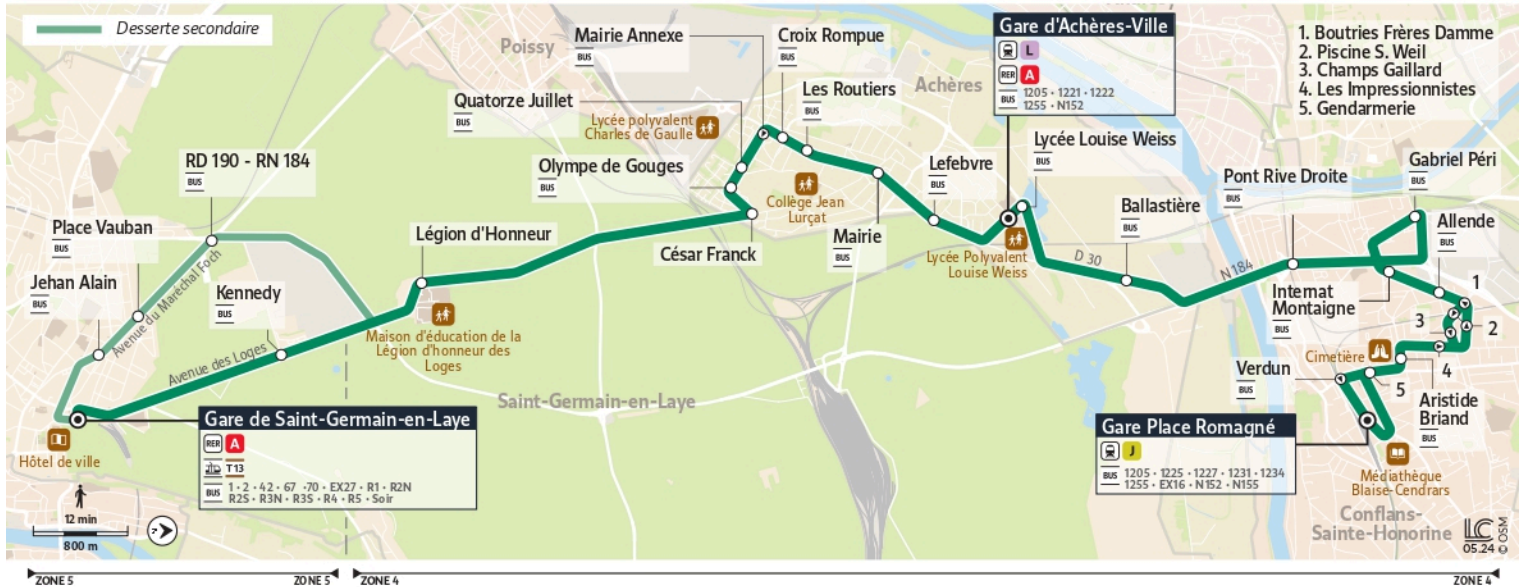 Desserte secondaire
Poissy
Mairie Annexe
BUS
Croix Rompue
BUS
Gare d'Achères-Ville
L
RER A
BUS 1205 • 1221 • 1222
1255 • N152
Achères
1. Boutries Frères Damme
2. Piscine S. Weil
3. Champs Gaillard
4. Les Impressionnistes
5. Gendarmerie
Quatorze Juillet
BUS
Lycée polyvalent
Charles de Gaulle
Les Routiers
BUS
RD 190 - RN 184
BUS
Olympe de Gouges
BUS
Collège Jean
Lurçat
Lefebvre
BUS
Lycée Louise Weiss
BUS
Gabriel Péri
BUS
Pont Rive Droite
BUS
Place Vauban
BUS
Légion d'Honneur
César Franck
Mairie
BUS
Lycée Polyvalent
Louise Weiss
Ballastière
BUS
Allende
BUS
D 30
N 184
Jehan Alain
BUS
Avenue du Maréchal Foch
Kennedy
BUS
Internat
Montaigne
BUS
1
2
3
4
5
Maison d'éducation de la
Légion d'honneur des
Loges
Avenue des Loges
Cimetière
Verdun
BUS
Aristide
Briand
BUS
Saint-Germain-en-Laye
Gare de Saint-Germain-en-Laye
RER A
T13
BUS 1 • 2 • 42 • 67 •70 • EX27 • R1 • R2N
R2S • R3N • R3S • R4 • R5 • Soir
Hôtel de ville
Gare Place Romagné
J
BUS 1205 • 1225 • 1227 • 1231 • 1234
1255 • EX16 • N152 • N155
Médiathèque
Blaise-Cendrars
Conflans-
Sainte-Honorine
12 min
800 m
LC
05.24
© OSM
ZONE 5
ZONE 5
ZONE 4
ZONE 4